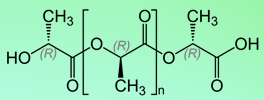 CH₃ O CH₃
HO (R) O (R) O (R) OH
O CH₃ n O